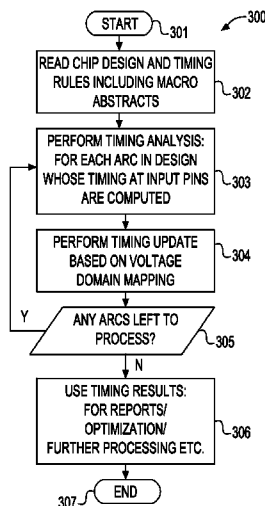 START
300
301
READ CHIP DESIGN AND TIMING
RULES INCLUDING MACRO
ABSTRACTS
302
PERFORM TIMING ANALYSIS:
FOR EACH ARC IN DESIGN
WHOSE TIMING AT INPUT PINS
ARE COMPUTED
303
PERFORM TIMING UPDATE
BASED ON VOLTAGE
DOMAIN MAPPING
304
Y
ANY ARCS LEFT TO
PROCESS?
305
N
USE TIMING RESULTS:
FOR REPORTS/
OPTIMIZATION/
FURTHER PROCESSING ETC.
306
END
307